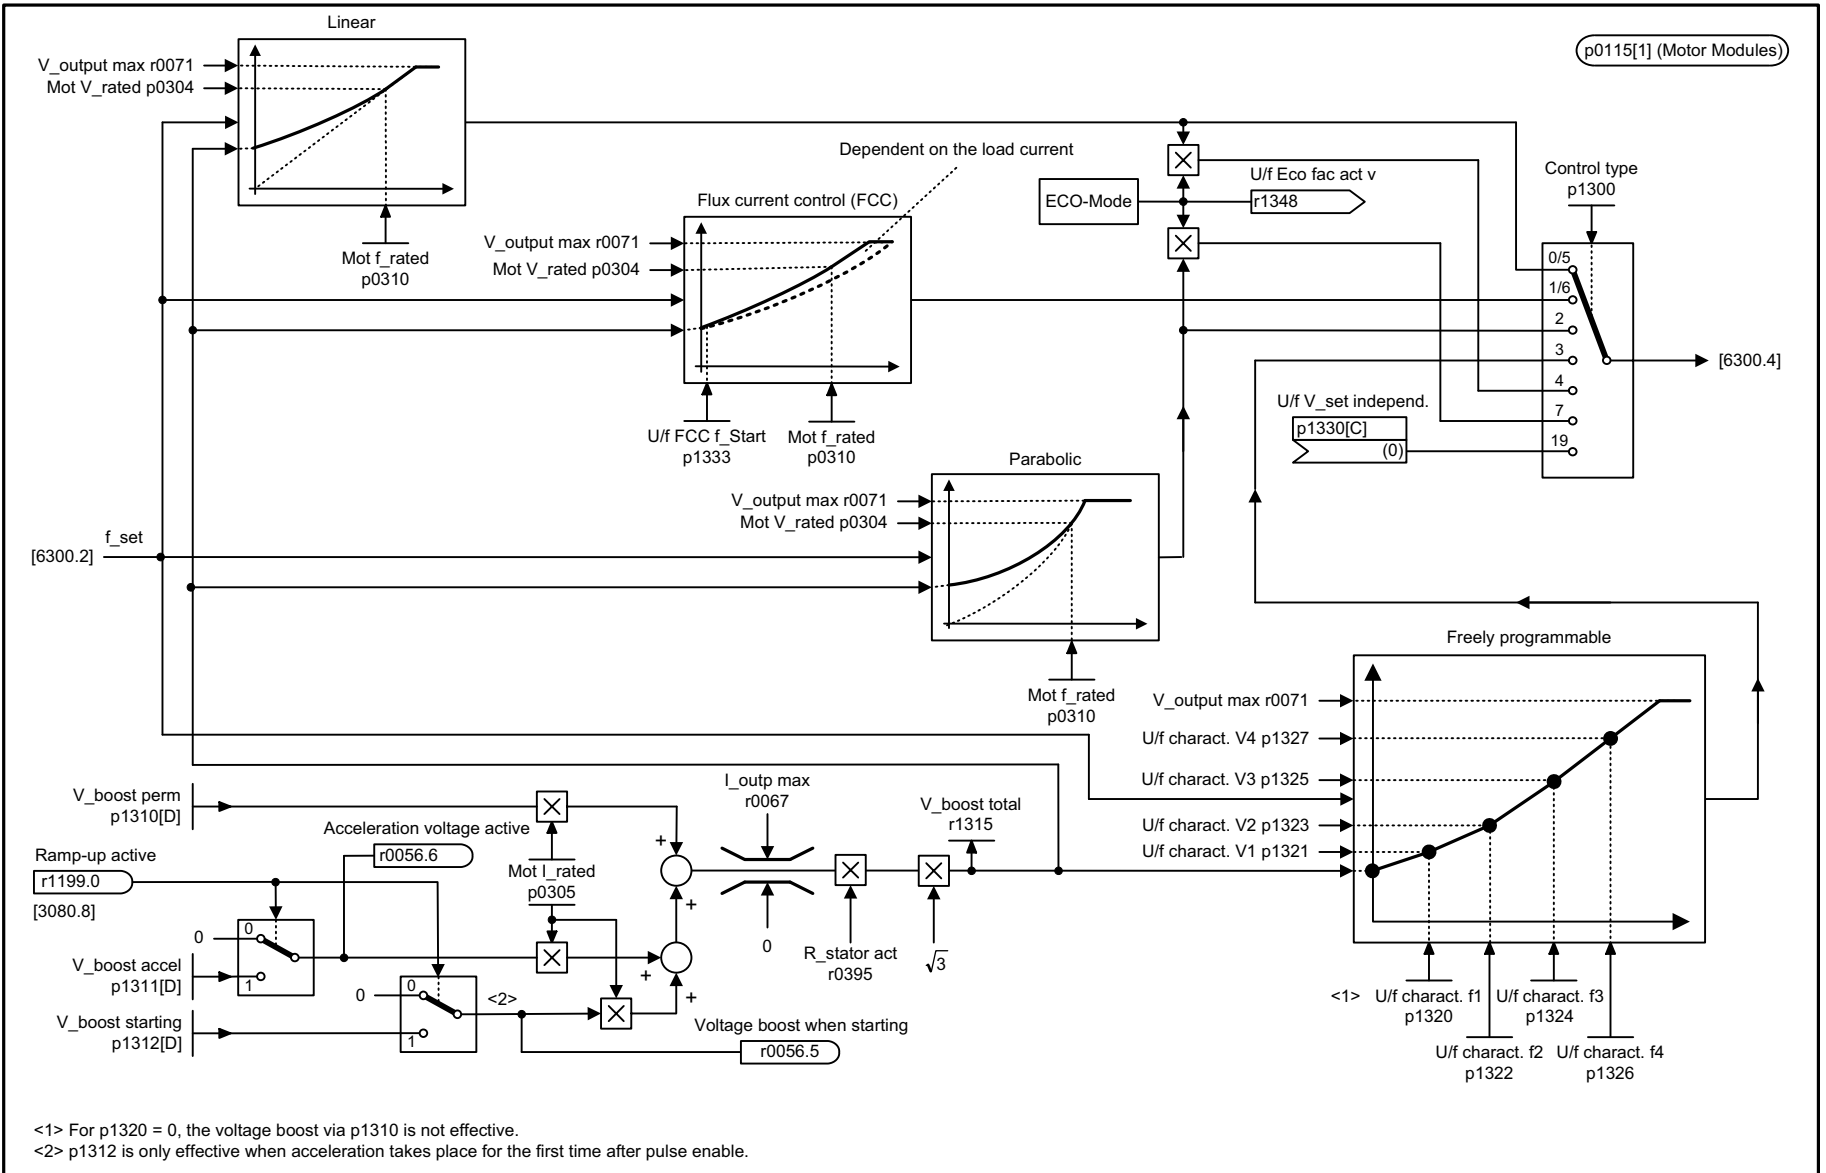 Linear
p0115[1] (Motor Modules)
V_output max r0071
Mot V_rated p0304
Mot f_rated
p0310
Dependent on the load current
Flux current control (FCC)
V_output max r0071
Mot V_rated p0304
U/f FCC f_Start
p1333
Mot f_rated
p0310
ECO-Mode
U/f Eco fac act v
r1348
Control type
p1300
0/5
1/6
2
3
4
7
19
[6300.4]
U/f V_set independ.
p1330[C]
(0)
Parabolic
V_output max r0071
Mot V_rated p0304
Mot f_rated
p0310
f_set
[6300.2]
Freely programmable
V_output max r0071
U/f charact. V4 p1327
U/f charact. V3 p1325
U/f charact. V2 p1323
U/f charact. V1 p1321
<1>
U/f charact. f1
p1320
U/f charact. f3
p1324
U/f charact. f2
p1322
U/f charact. f4
p1326
V_boost perm
p1310[D]
Acceleration voltage active
r0056.6
Ramp-up active
r1199.0
[3080.8]
0
0
1
V_boost accel
p1311[D]
0
0
1
<2>
V_boost starting
p1312[D]
Mot I_rated
p0305
+
+
+
+
I_outp max
r0067
0
R_stator act
r0395
√3
V_boost total
r1315
Voltage boost when starting
r0056.5
<1> For p1320 = 0, the voltage boost via p1310 is not effective.
<2> p1312 is only effective when acceleration takes place for the first time after pulse enable.